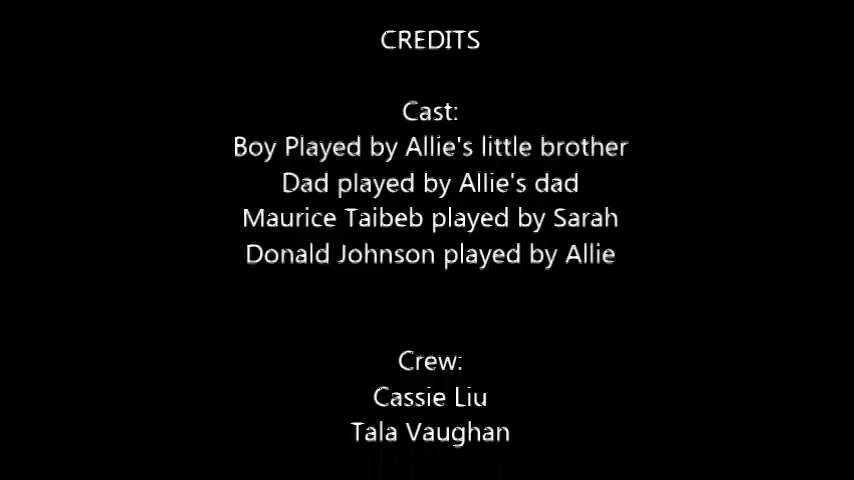 CREDITS
Cast:
Boy Played by Allie's little brother
Dad played by Allie's dad
Maurice Taibeb played by Sarah
Donald Johnson played by Allie
Crew:
Cassie Liu
Tala Vaughan